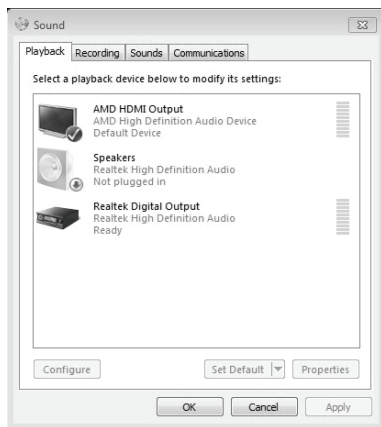 Sound
Playback Recording Sounds Communications
Select a playback device below to modify its settings:
AMD HDMI Output
AMD High Definition Audio Device
Default Device
Speakers
Realtek High Definition Audio
Not plugged in
Realtek Digital Output
Realtek High Definition Audio
Ready
Configure Set Default Properties
OK Cancel Apply